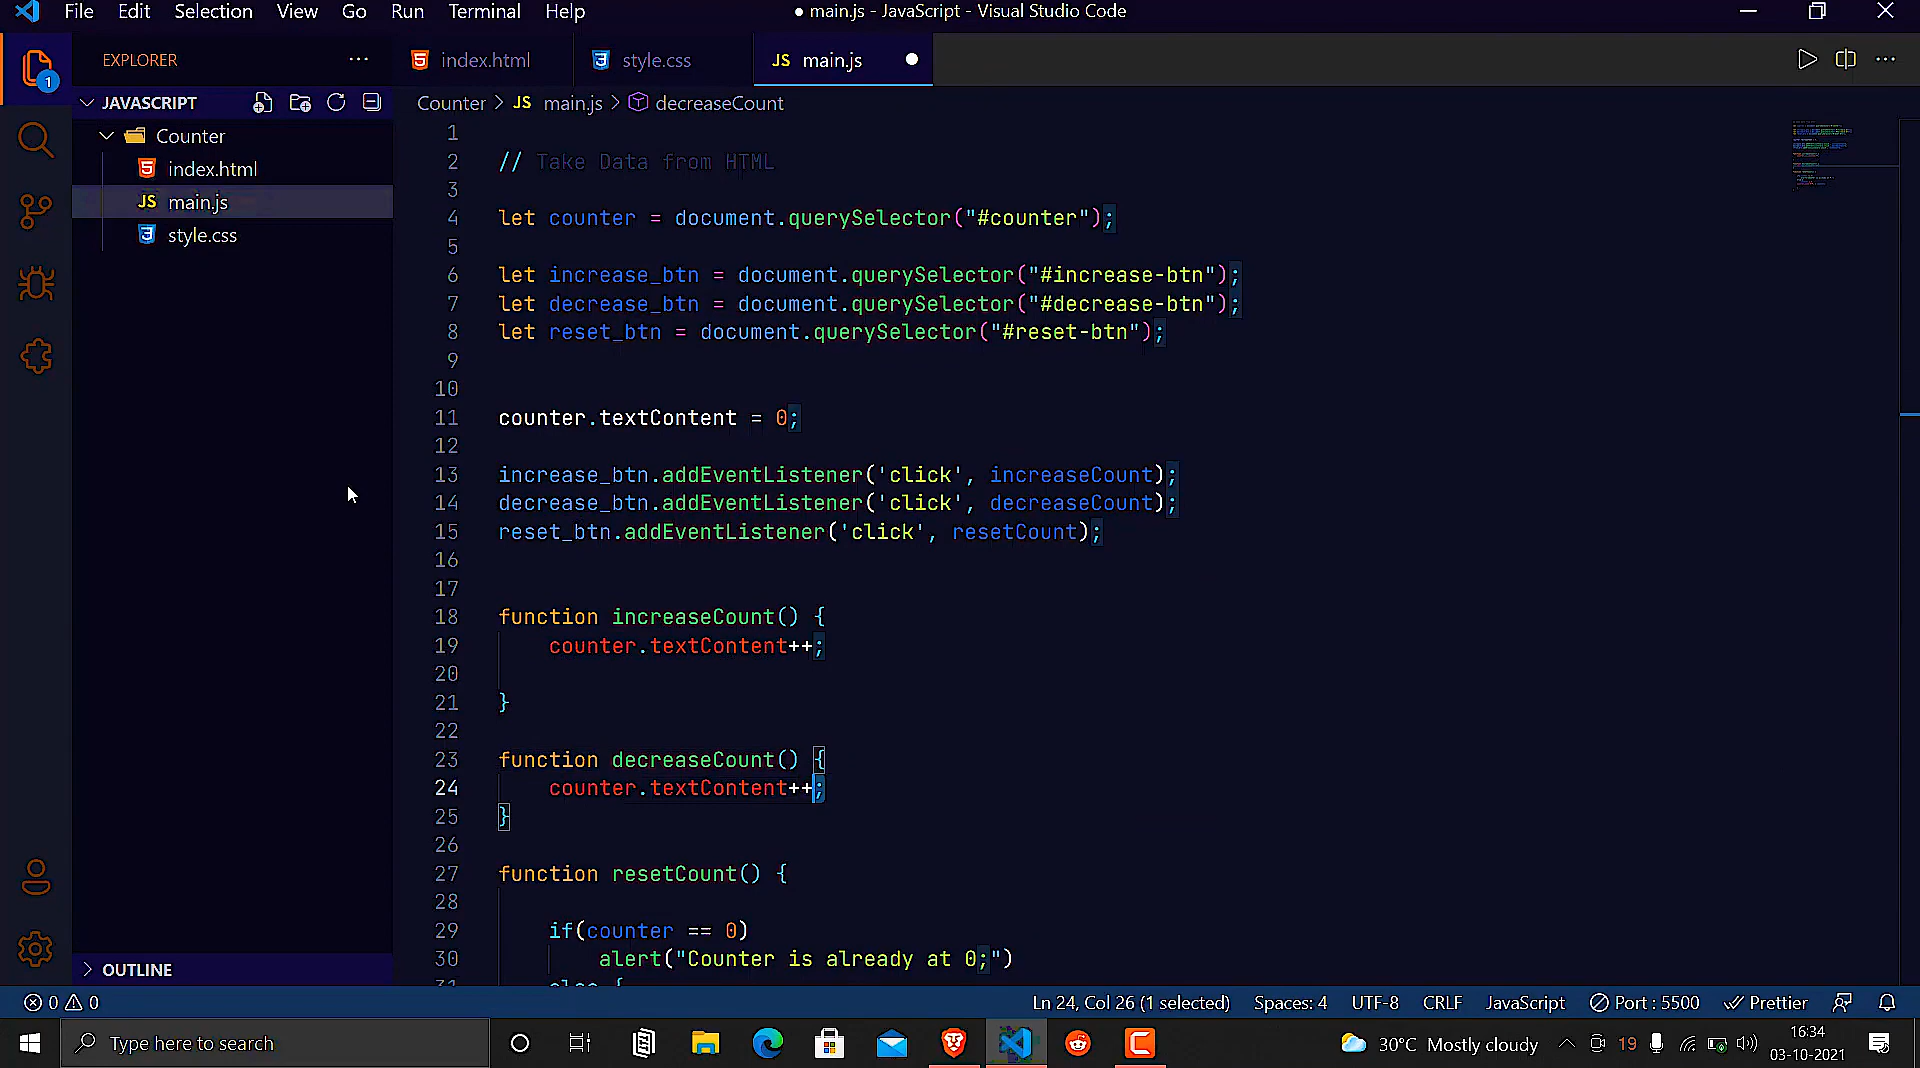 File Edit Selection View Go Run Terminal Help
● main.js - JavaScript - Visual Studio Code
EXPLORER
index.html
style.css
JS main.js
1
JAVASCRIPT
Counter > JS main.js > decreaseCount
Counter
index.html
JS main.js
style.css
1
2 // Take Data from HTML
3
4 let counter = document.querySelector("#counter");
5
6 let increase_btn = document.querySelector("#increase-btn");
7 let decrease_btn = document.querySelector("#decrease-btn");
8 let reset_btn = document.querySelector("#reset-btn");
9
10
11 counter.textContent = 0;
12
13 increase_btn.addEventListener('click', increaseCount);
14 decrease_btn.addEventListener('click', decreaseCount);
15 reset_btn.addEventListener('click', resetCount);
16
17
18 function increaseCount() {
19 counter.textContent++;
20
21 }
22
23 function decreaseCount() {
24 counter.textContent++;
25 }
26
27 function resetCount() {
28
29 if(counter == 0)
30 alert("Counter is already at 0;")
31 else {
OUTLINE
0 0
Ln 24, Col 26 (1 selected) Spaces: 4 UTF-8 CRLF JavaScript Port : 5500 Prettier
Type here to search
30°C Mostly cloudy
19
16:34
03-10-2021